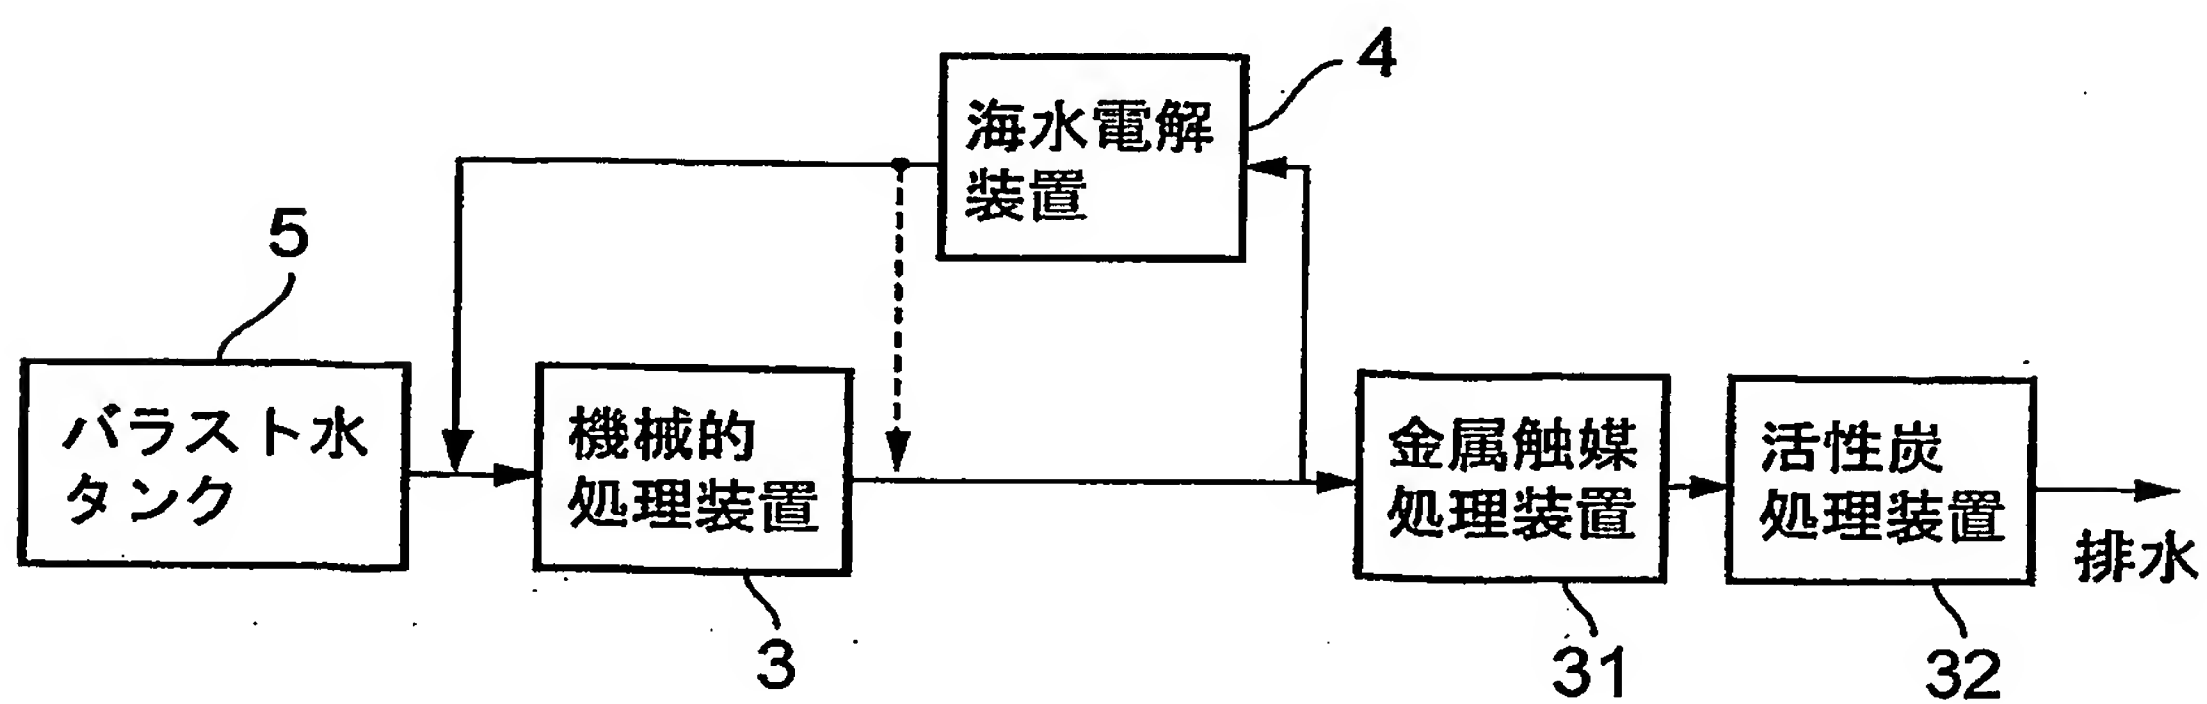 4
海水電解
装置
5
バラスト水
タンク
機械的
処理装置
金属触媒
処理装置
活性炭
処理装置
排水
3
31
32